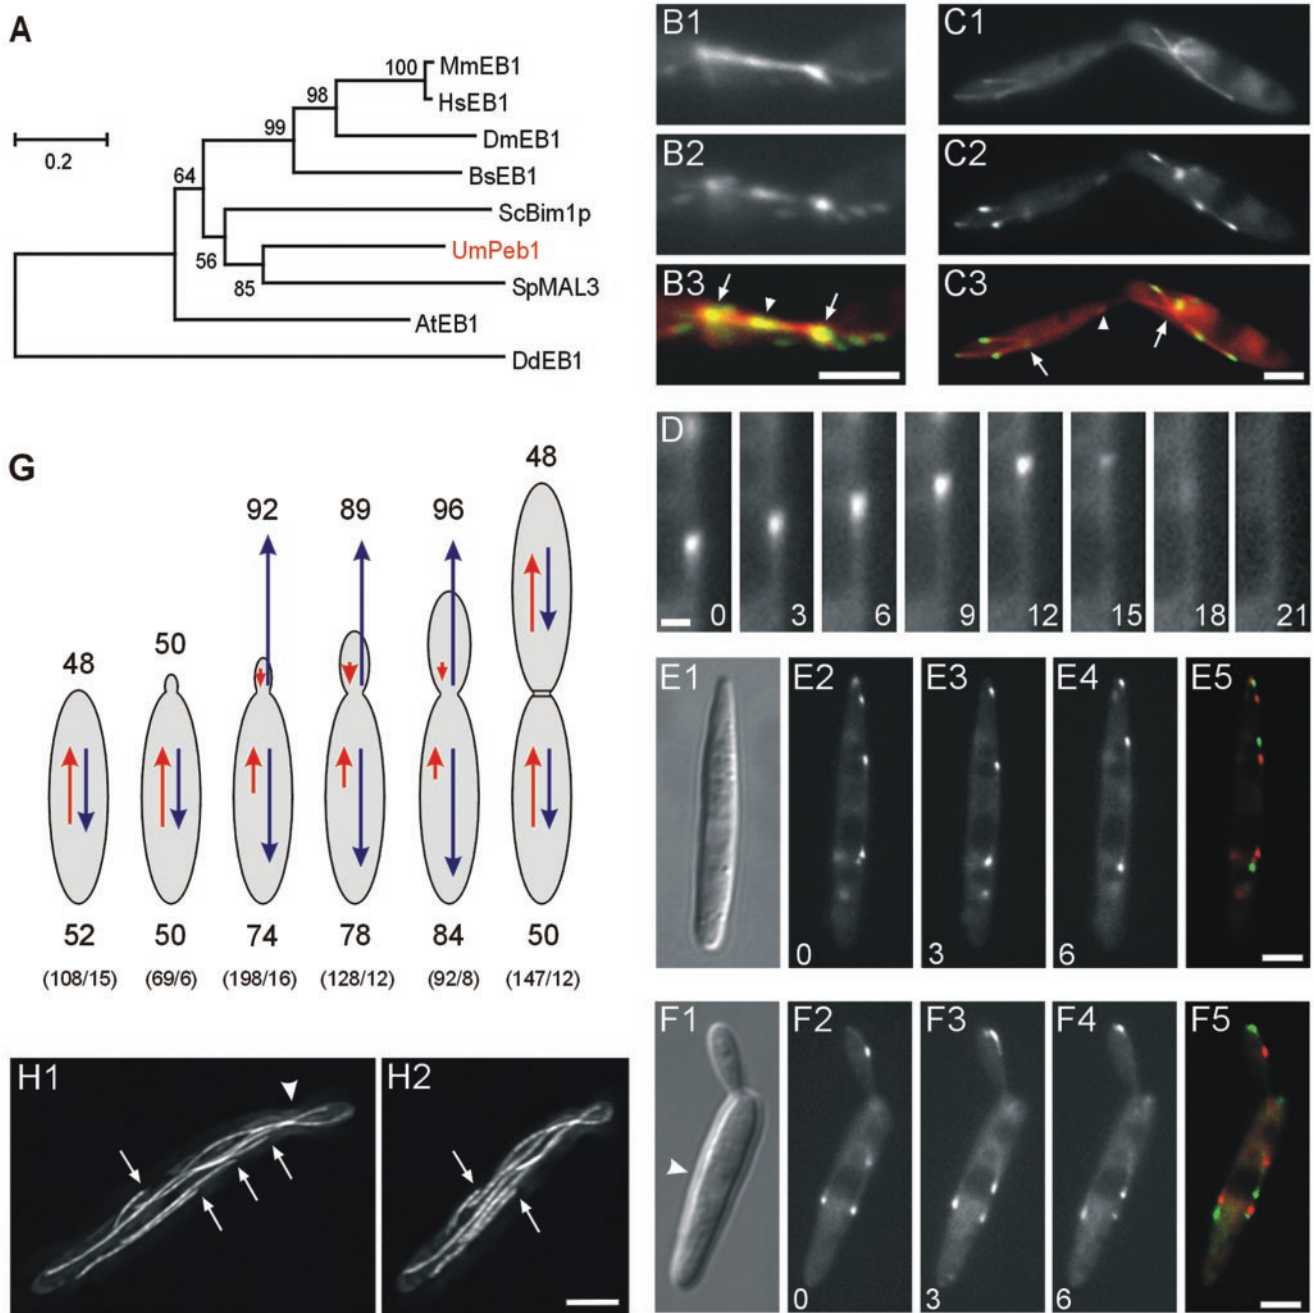 A
100
MmEB1
HsEB1
98
DmEB1
99
BsEB1
0.2
64
ScBim1p
UmPeb1
56
85
SpMAL3
AtEB1
DdEB1
B1
B2
B3
C1
C2
C3
D
0 3 6 9 12 15 18 21
G
48 50 92 89 96 48
52 50 74 78 84 50
(108/15) (69/6) (198/16) (128/12) (92/8) (147/12)
E1 E2 E3 E4 E5
0 3 6
F1 F2 F3 F4 F5
0 3 6
H1 H2